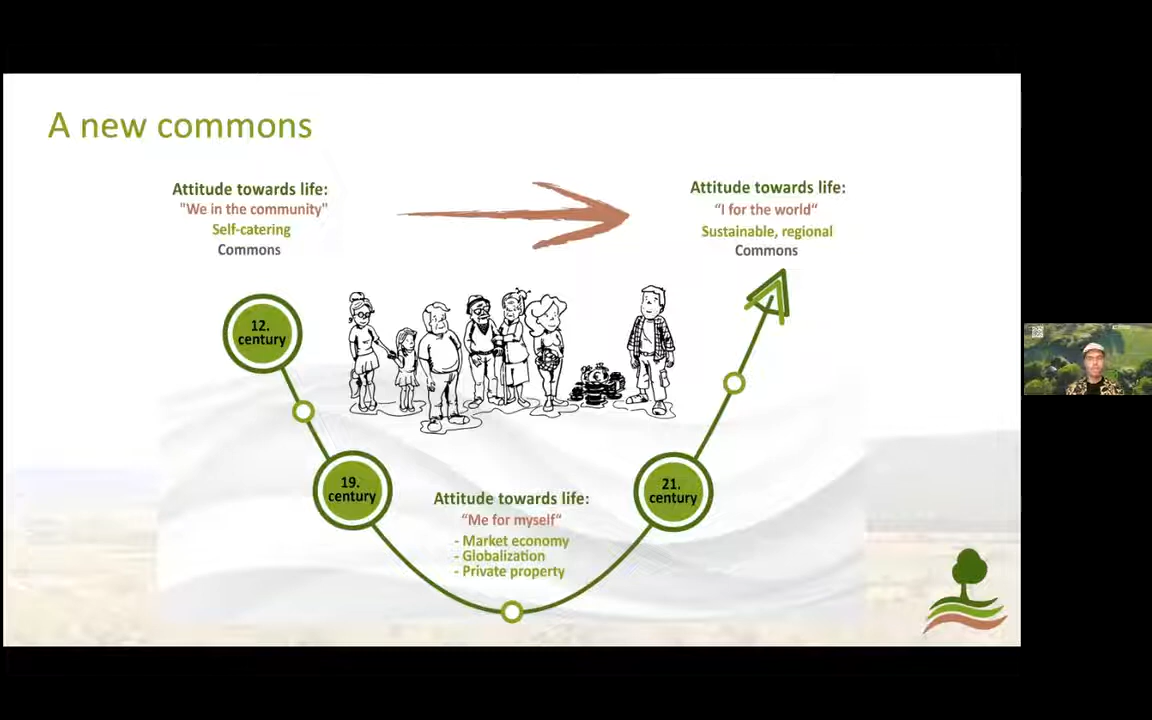 A new commons
Attitude towards life:
"We in the community"
Self-catering
Commons
Attitude towards life:
“I for the world“
Sustainable, regional
Commons
12.
century
19.
century
21.
century
Attitude towards life:
“Me for myself“
- Market economy
- Globalization
- Private property